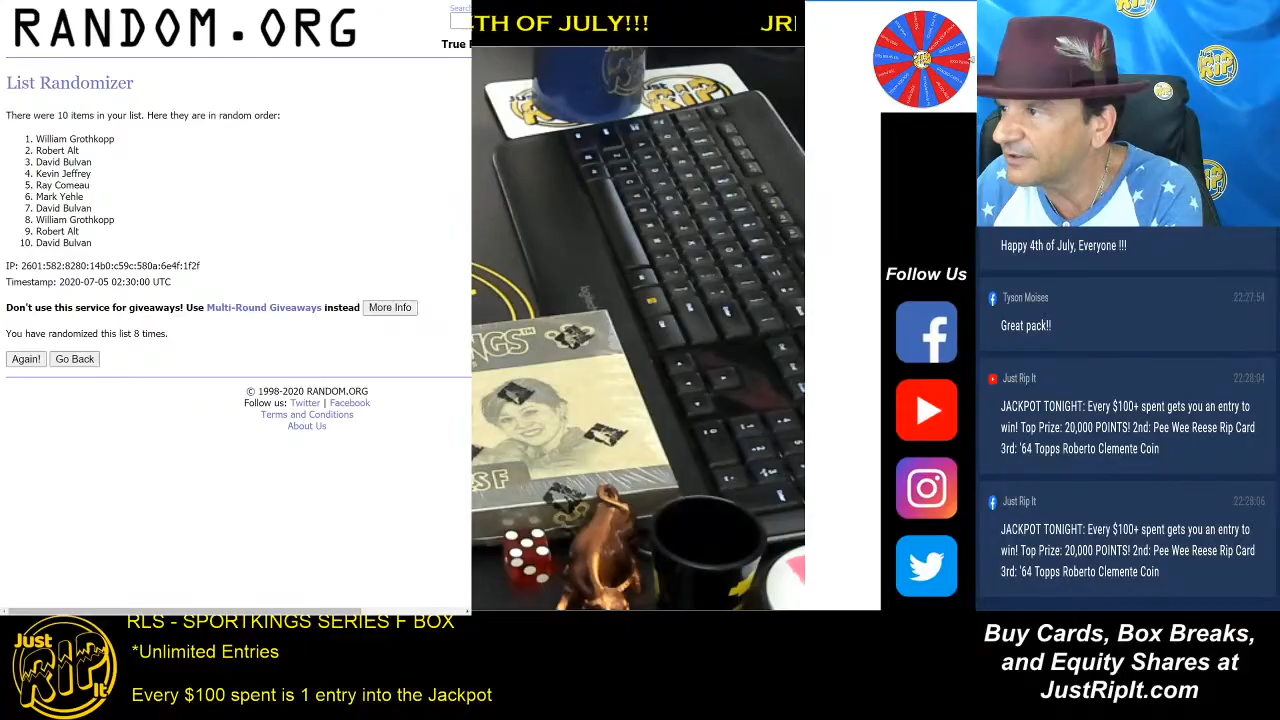 RANDOM.ORG
Search
True
List Randomizer
There were 10 items in your list. Here they are in random order:
1. William Grothkopp
2. Robert Alt
3. David Bulvan
4. Kevin Jeffrey
5. Ray Comeau
6. Mark Yehle
7. David Bulvan
8. William Grothkopp
9. Robert Alt
10. David Bulvan
IP: 2601:582:8280:14b0:c59c:580a:6e4f:1f2f
Timestamp: 2020-07-05 02:30:00 UTC
Don't use this service for giveaways! Use Multi-Round Giveaways instead More Info
You have randomized this list 8 times.
Again! Go Back
© 1998-2020 RANDOM.ORG
Follow us: Twitter | Facebook
Terms and Conditions
About Us
TH OF JULY!!! JR
NGS™
S F
RIP
Follow Us
Happy 4th of July, Everyone !!!
Tyson Moises 22:27:54
Great pack!!
Just Rip It 22:28:04
JACKPOT TONIGHT: Every $100+ spent gets you an entry to
win! Top Prize: 20,000 POINTS! 2nd: Pee Wee Reese Rip Card
3rd: '64 Topps Roberto Clemente Coin
Just Rip It 22:28:06
JACKPOT TONIGHT: Every $100+ spent gets you an entry to
win! Top Prize: 20,000 POINTS! 2nd: Pee Wee Reese Rip Card
3rd: '64 Topps Roberto Clemente Coin
Just RIP It
RLS - SPORTKINGS SERIES F BOX
*Unlimited Entries
Every $100 spent is 1 entry into the Jackpot
Buy Cards, Box Breaks,
and Equity Shares at
JustRipIt.com